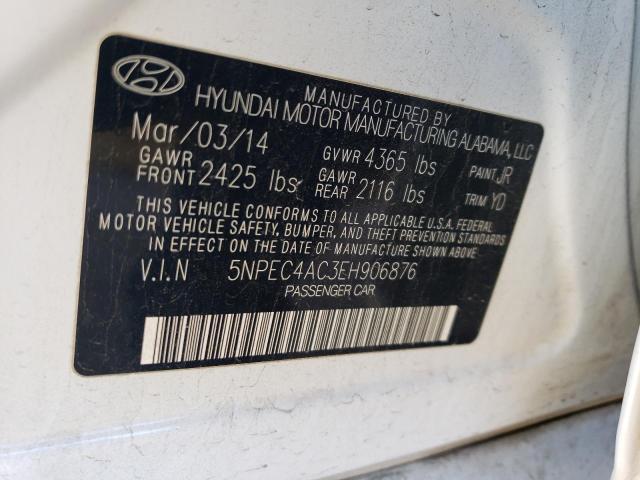 MANUFACTURED BY
HYUNDAI MOTOR MANUFACTURING ALABAMA, LLC
Mar/03/14 GVWR 4365 lbs PAINT JR
GAWR FRONT 2425 lbs GAWR REAR 2116 lbs TRIM YD
THIS VEHICLE CONFORMS TO ALL APPLICABLE U.S.A. FEDERAL
MOTOR VEHICLE SAFETY, BUMPER, AND THEFT PREVENTION STANDARDS
IN EFFECT ON THE DATE OF MANUFACTURE SHOWN ABOVE.
V.I.N 5NPEC4AC3EH906876
PASSENGER CAR